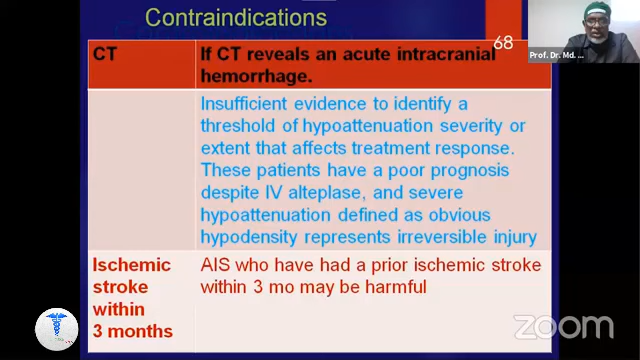 Contraindications
68
Prof. Dr. Md. ...
CT
If CT reveals an acute intracranial
hemorrhage.
Insufficient evidence to identify a
threshold of hypoattenuation severity or
extent that affects treatment response.
These patients have a poor prognosis
despite IV alteplase, and severe
hypoattenuation defined as obvious
hypodensity represents irreversible injury
Ischemic
stroke
within
3 months
AIS who have had a prior ischemic stroke
within 3 mo may be harmful
zoom